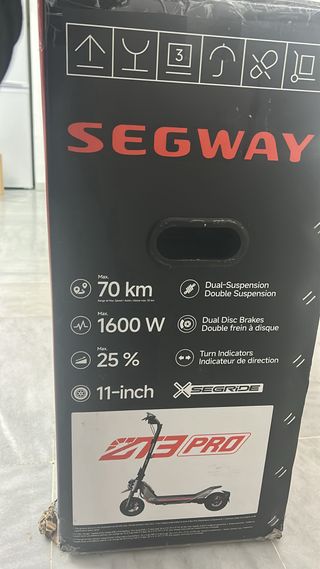 3
SEGWAY
Max.
70 km
Dual-Suspension
Double Suspension
Max.
1600 W
Dual Disc Brakes
Double frein à disque
Max.
25 %
Turn Indicators
Indicateur de direction
11-inch
SEGRIDE
ZT3 PRO